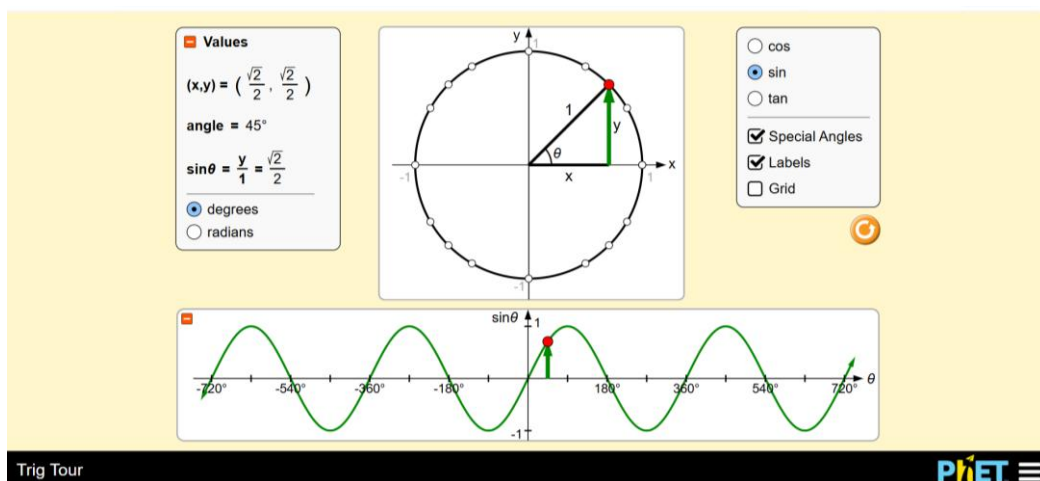 Values
(x,y) = ( √2/2 , √2/2 )
angle = 45°
sinθ = y/1 = √2/2
degrees
radians
y
1
1
y
θ
x
-1
1
x
-1
cos
sin
tan
Special Angles
Labels
Grid
sinθ
1
-720° -540° -360° -180° 180° 360° 540° 720° θ
-1
Trig Tour
PhET